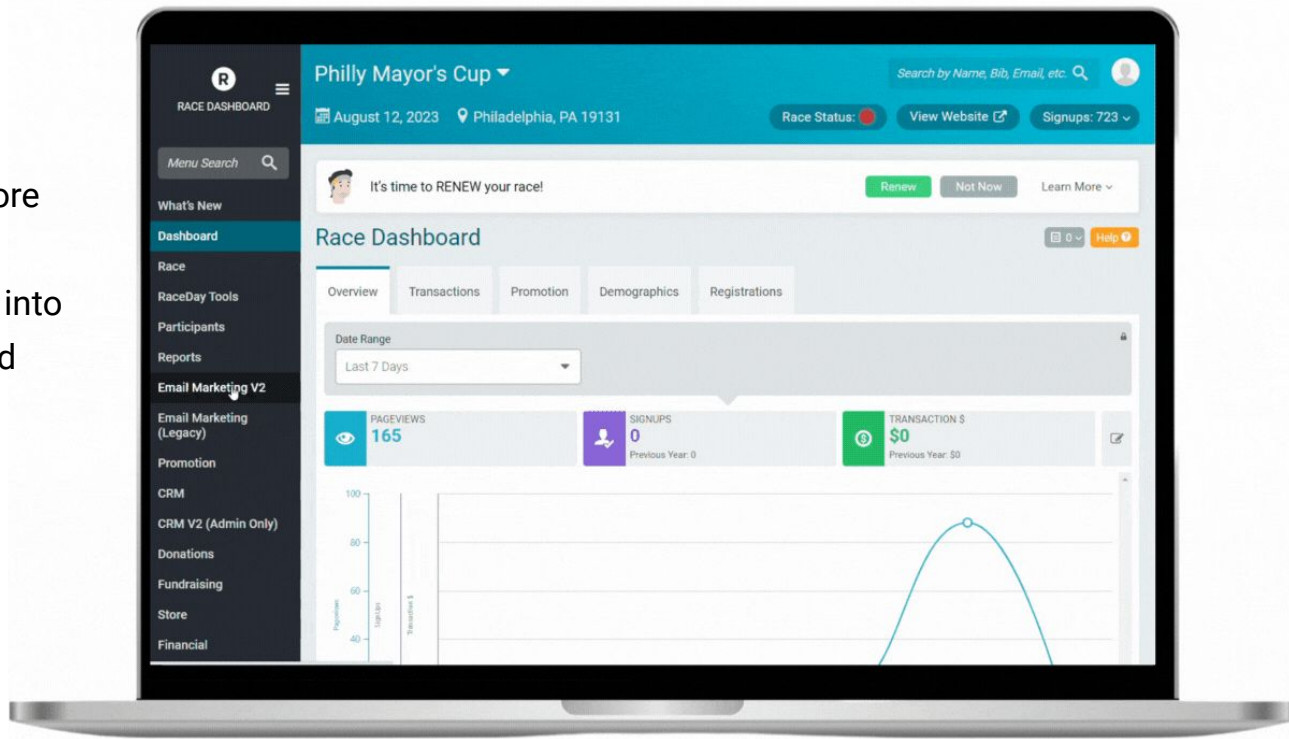 ore
into
d
R
RACE DASHBOARD
Menu Search
What's New
Dashboard
Race
RaceDay Tools
Participants
Reports
Email Marketing V2
Email Marketing
(Legacy)
Promotion
CRM
CRM V2 (Admin Only)
Donations
Fundraising
Store
Financial
Philly Mayor's Cup
Search by Name, Bib, Email, etc.
August 12, 2023 Philadelphia, PA 19131
Race Status: View Website Signups: 723
It's time to RENEW your race!
Renew Not Now Learn More
Race Dashboard
0 Help
Overview Transactions Promotion Demographics Registrations
Date Range
Last 7 Days
PAGEVIEWS
165
SIGNUPS
0
Previous Year: 0
TRANSACTION $
$0
Previous Year: $0
100
80
60
40
Pageviews
Signups
Transaction $